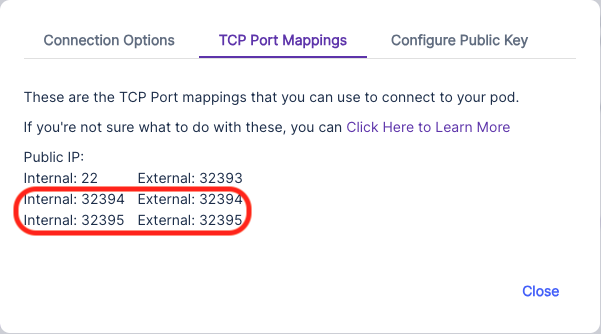 Connection Options TCP Port Mappings Configure Public Key
These are the TCP Port mappings that you can use to connect to your pod.
If you're not sure what to do with these, you can Click Here to Learn More
Public IP:
Internal: 22 External: 32393
Internal: 32394 External: 32394
Internal: 32395 External: 32395
Close